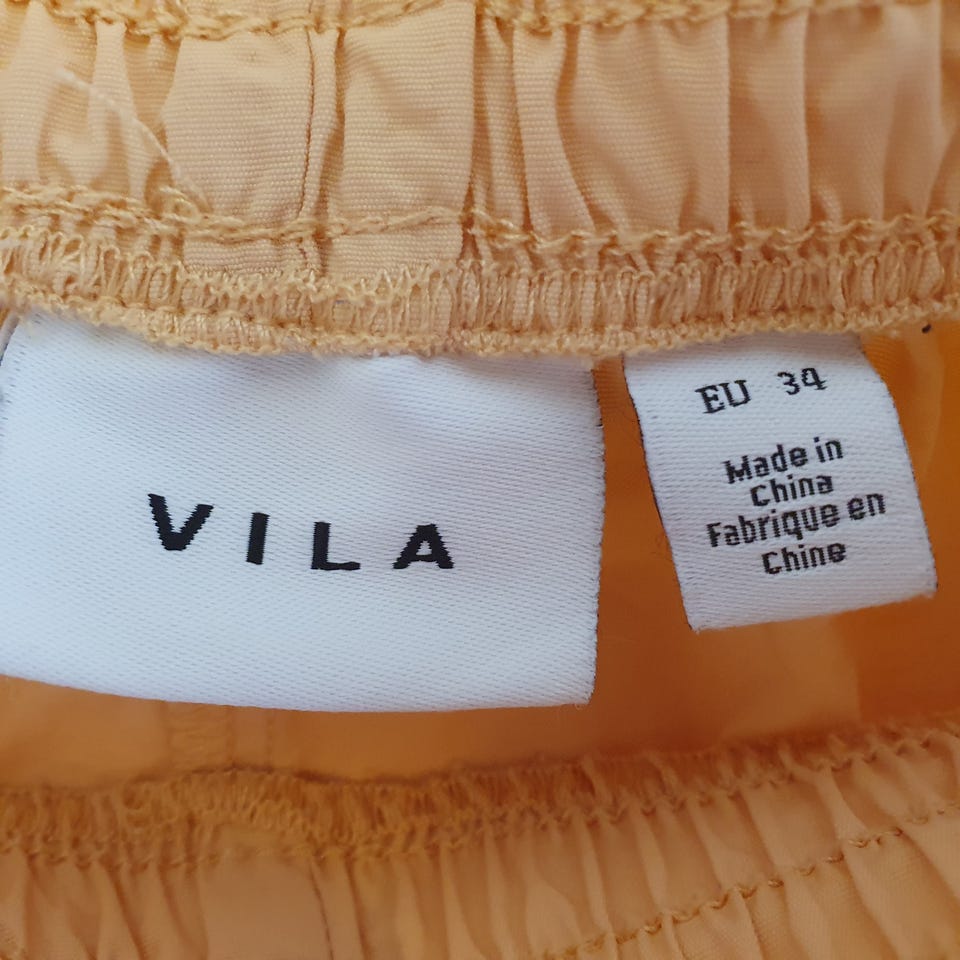 VILA
EU 34
Made in
China
Fabrique en
Chine